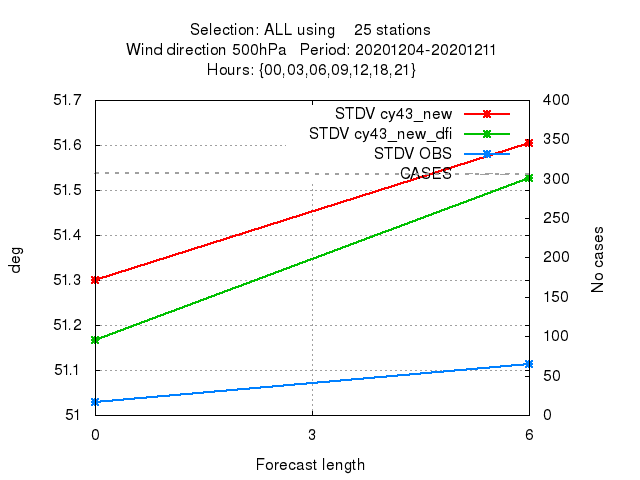 Selection: ALL using    25 stations
Wind direction 500hPa   Period: 20201204-20201211
Hours: {00,03,06,09,12,18,21}
51.7
51.6
51.5
51.4
51.3
51.2
51.1
51
400
350
300
250
200
150
100
50
0
STDV cy43_new
STDV cy43_new_dfi
STDV OBS
CASES
deg
No cases
0
3
6
Forecast length